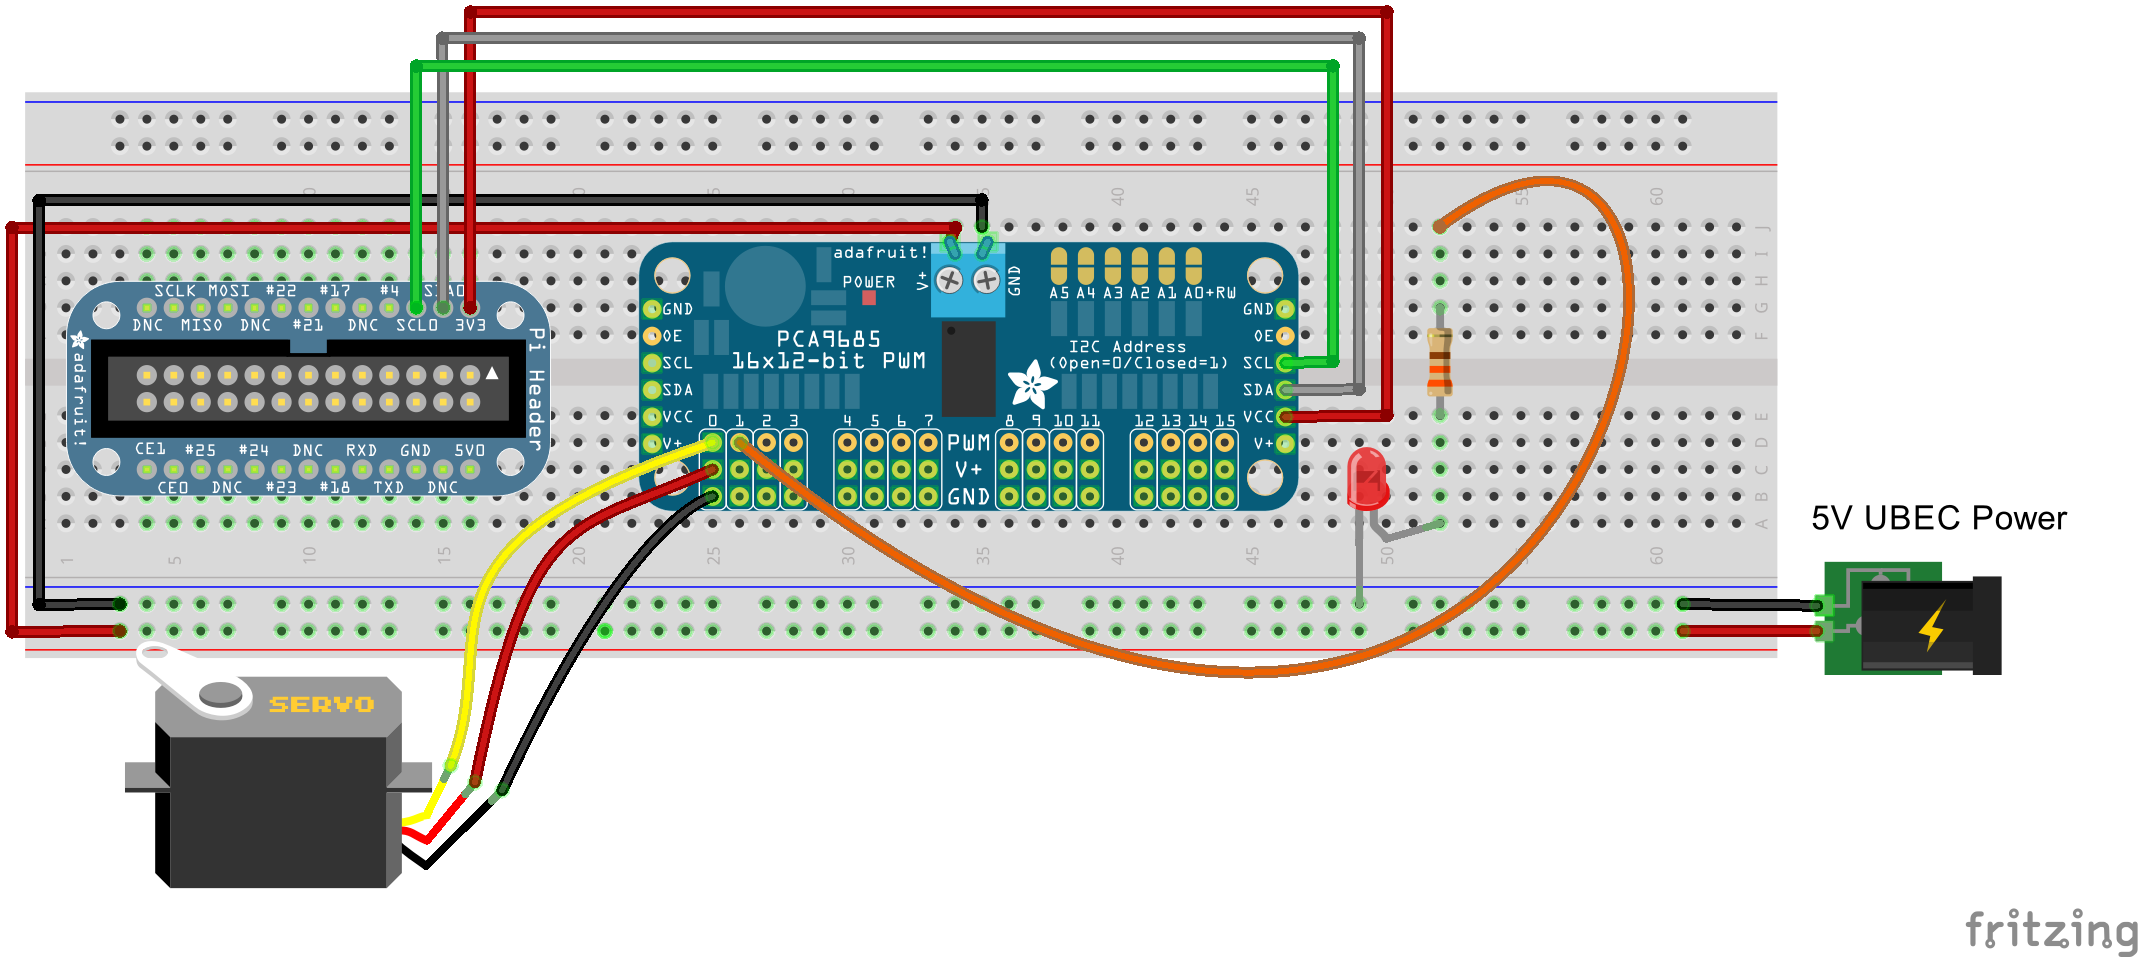 adafruit!
POWER
V+
GND
A5 A4 A3 A2 A1 A0 +RW
SCLK MOSI #22 #17 #4 SDA0
DNC MISO DNC #21 DNC SCL0 3V3
adafruit!
Pi Header
CE1 #25 #24 DNC RXD GND 5V0
CE0 DNC #23 #18 TXD DNC
GND
OE
SCL
SDA
VCC
V+
PCA9685
16x12-bit PWM
I2C Address
(Open=0/Closed=1)
GND
OE
SCL
SDA
VCC
V+
0 1 2 3 4 5 6 7 8 9 10 11 12 13 14 15
PWM
V+
GND
40 45 55 60
J
I
H
G
F
E
D
C
B
A
1 5 10 15 20 25 30 35 40 45 50 60
5V UBEC Power
SERVO
fritzing